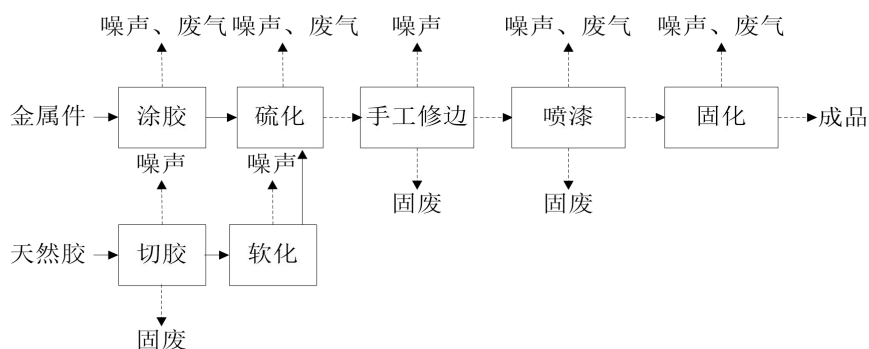 噪声、废气 噪声、废气 噪声 噪声、废气 噪声、废气
金属件 涂胶 硫化 手工修边 喷漆 固化 成品
噪声 噪声
固废 固废
天然胶 切胶 软化
固废